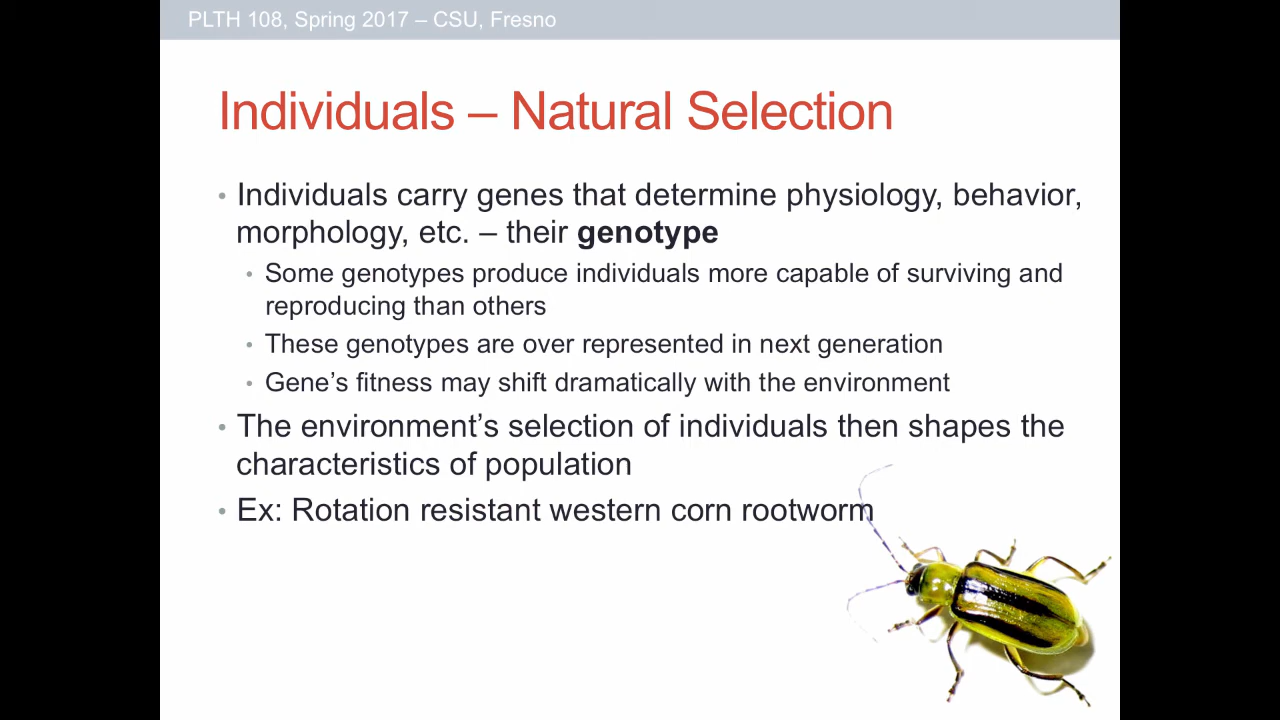 PLTH 108, Spring 2017 – CSU, Fresno
Individuals – Natural Selection
• Individuals carry genes that determine physiology, behavior,
morphology, etc. – their genotype
• Some genotypes produce individuals more capable of surviving and
reproducing than others
• These genotypes are over represented in next generation
• Gene’s fitness may shift dramatically with the environment
• The environment’s selection of individuals then shapes the
characteristics of population
• Ex: Rotation resistant western corn rootworm